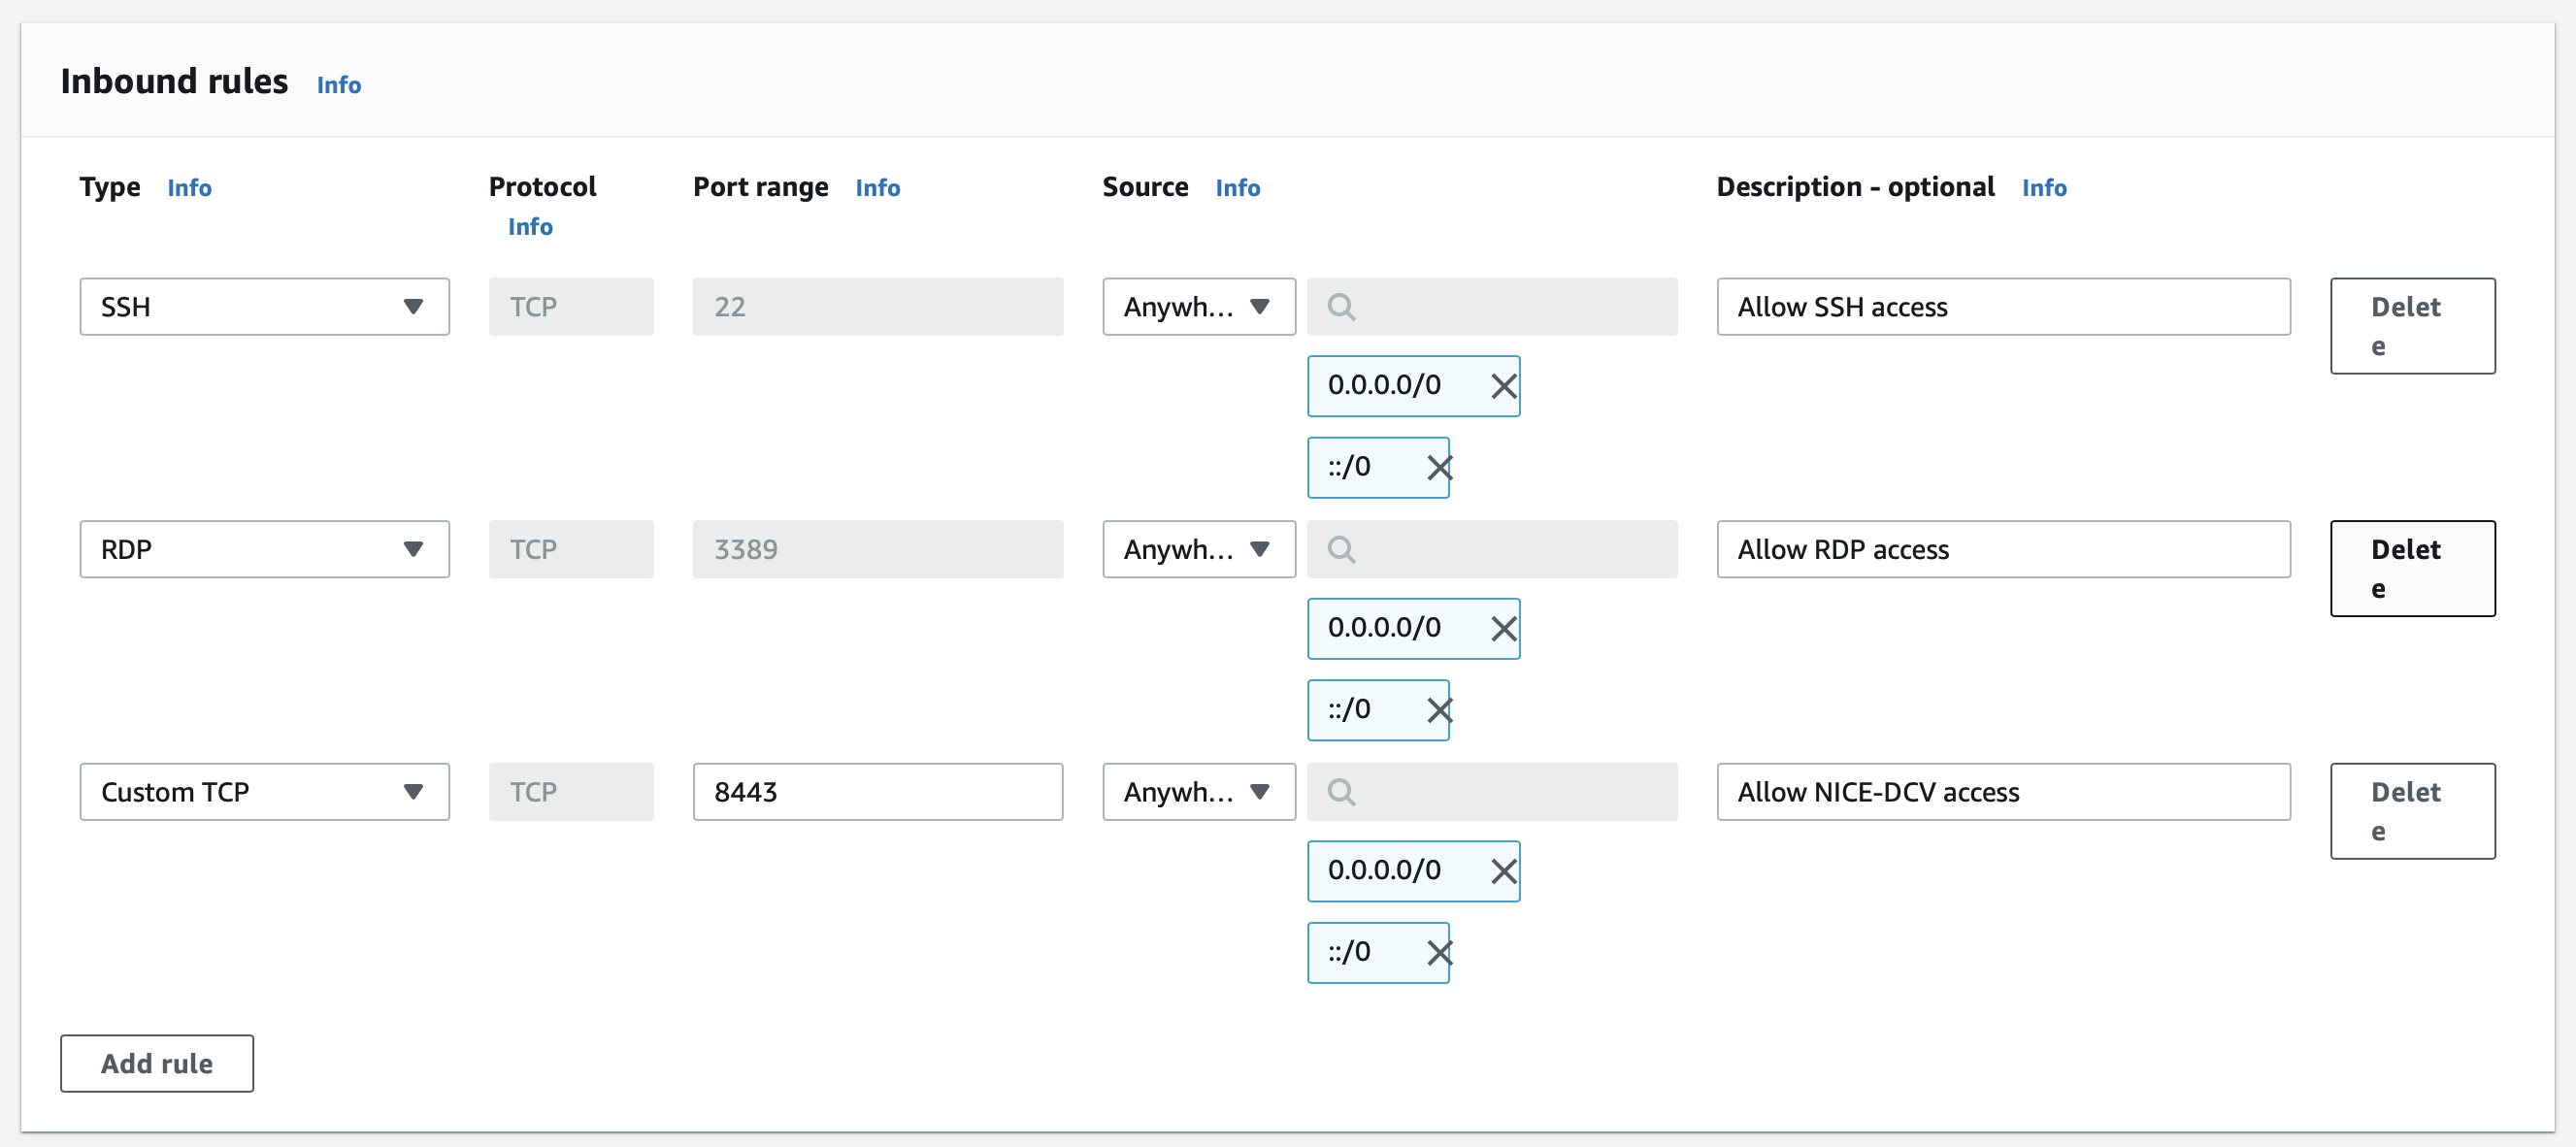 Inbound rules Info
Type Info Protocol Info Port range Info Source Info Description - optional Info
SSH TCP 22 Anywh... Allow SSH access Delete
0.0.0.0/0
::/0
RDP TCP 3389 Anywh... Allow RDP access Delete
0.0.0.0/0
::/0
Custom TCP TCP 8443 Anywh... Allow NICE-DCV access Delete
0.0.0.0/0
::/0
Add rule